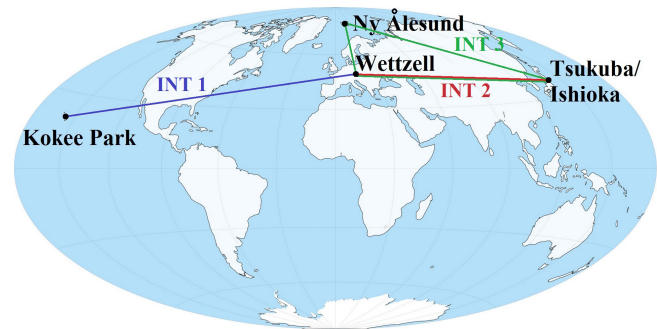 Ny Ålesund
INT 3
Wettzell
Tsukuba/
Ishioka
INT 1
INT 2
Kokee Park